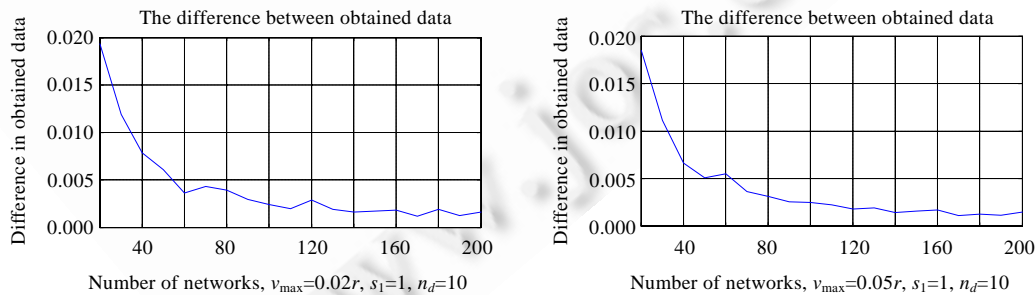 The difference between obtained data
Difference in obtained data
0.020
0.015
0.010
0.005
0.000
40 80 120 160 200
Number of networks, vmax=0.02r, s1=1, nd=10
The difference between obtained data
Difference in obtained data
0.020
0.015
0.010
0.005
0.000
40 80 120 160 200
Number of networks, vmax=0.05r, s1=1, nd=10